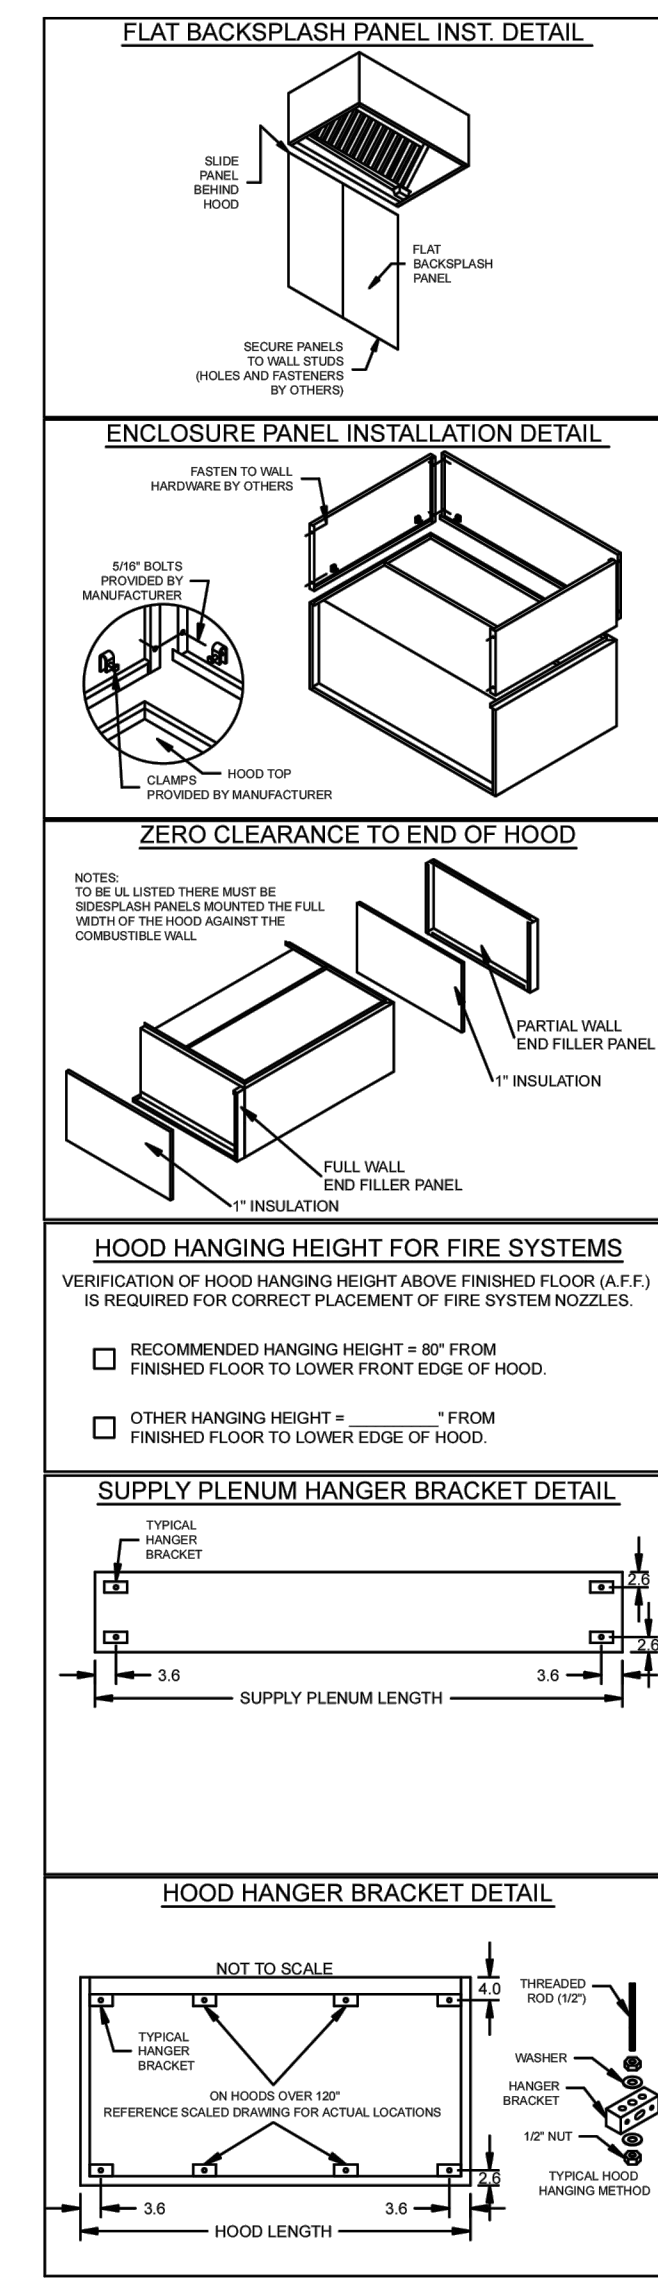 FLAT BACKSPLASH PANEL INST. DETAIL
SLIDE
PANEL
BEHIND
HOOD
FLAT
BACKSPLASH
PANEL
SECURE PANELS
TO WALL STUDS
(HOLES AND FASTENERS
BY OTHERS)
ENCLOSURE PANEL INSTALLATION DETAIL
FASTEN TO WALL
HARDWARE BY OTHERS
5/16" BOLTS
PROVIDED BY
MANUFACTURER
HOOD TOP
CLAMPS
PROVIDED BY MANUFACTURER
ZERO CLEARANCE TO END OF HOOD
NOTES:
TO BE UL LISTED THERE MUST BE
SIDESPLASH PANELS MOUNTED THE FULL
WIDTH OF THE HOOD AGAINST THE
COMBUSTIBLE WALL
PARTIAL WALL
END FILLER PANEL
1" INSULATION
FULL WALL
END FILLER PANEL
1" INSULATION
HOOD HANGING HEIGHT FOR FIRE SYSTEMS
VERIFICATION OF HOOD HANGING HEIGHT ABOVE FINISHED FLOOR (A.F.F.)
IS REQUIRED FOR CORRECT PLACEMENT OF FIRE SYSTEM NOZZLES.
RECOMMENDED HANGING HEIGHT = 80" FROM
FINISHED FLOOR TO LOWER FRONT EDGE OF HOOD.
OTHER HANGING HEIGHT = __________" FROM
FINISHED FLOOR TO LOWER EDGE OF HOOD.
SUPPLY PLENUM HANGER BRACKET DETAIL
TYPICAL
HANGER
BRACKET
2.6
2.6
3.6
3.6
SUPPLY PLENUM LENGTH
HOOD HANGER BRACKET DETAIL
NOT TO SCALE
4.0
TYPICAL
HANGER
BRACKET
ON HOODS OVER 120"
REFERENCE SCALED DRAWING FOR ACTUAL LOCATIONS
2.6
3.6
3.6
HOOD LENGTH
THREADED
ROD (1/2")
WASHER
HANGER
BRACKET
1/2" NUT
TYPICAL HOOD
HANGING METHOD